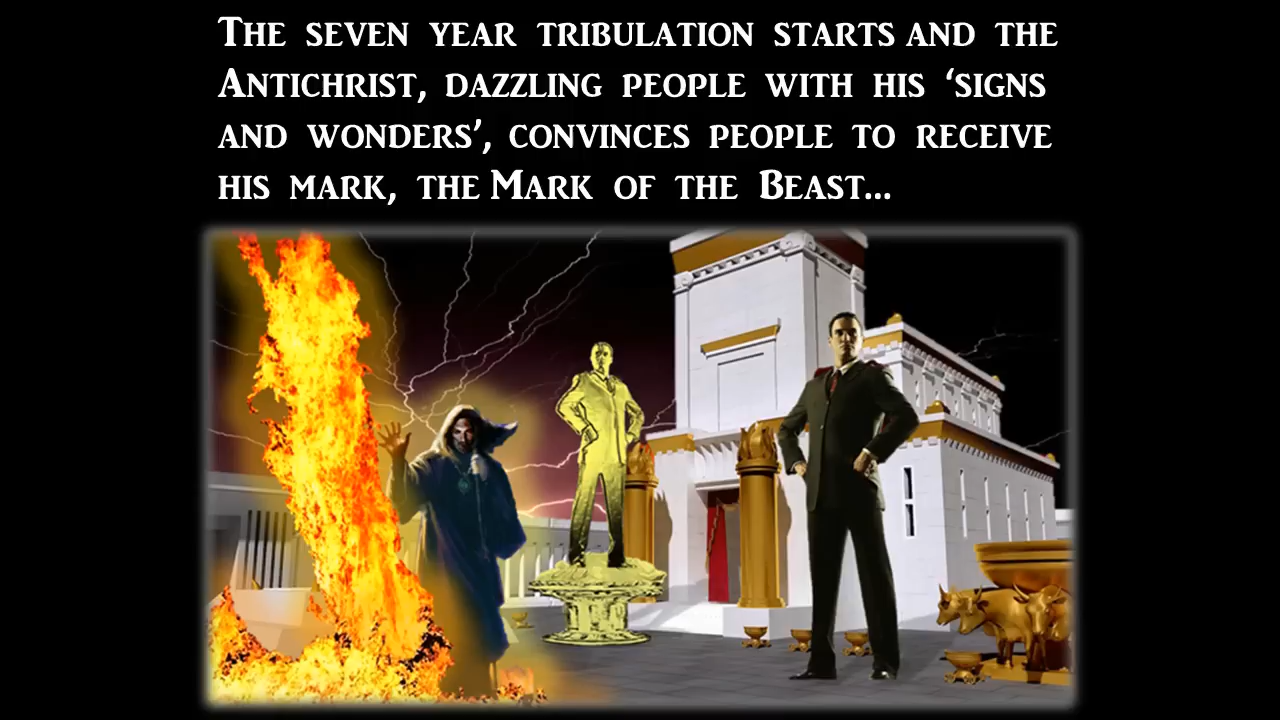 The seven year tribulation starts and the
Antichrist, dazzling people with his ‘signs
and wonders’, convinces people to receive
his mark, the Mark of the Beast...